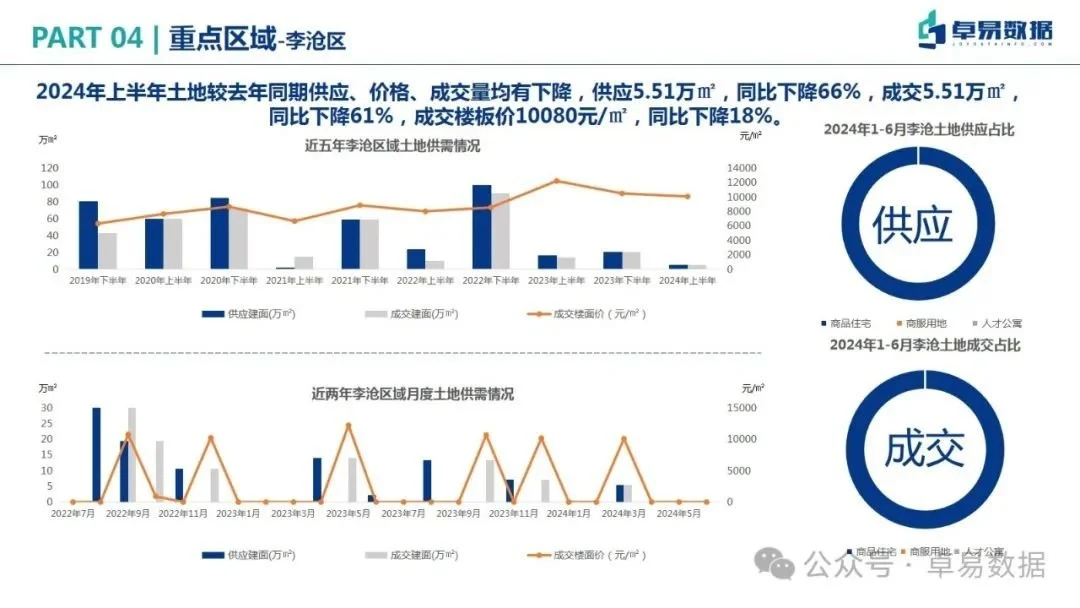 PART 04 | 重点区域-李沧区
卓易数据
JOYDATAINFO.COM
2024年上半年土地较去年同期供应、价格、成交量均有下降，供应5.51万㎡，同比下降66%，成交5.51万㎡，
同比下降61%，成交楼板价10080元/㎡，同比下降18%。
万㎡
近五年李沧区域土地供需情况
元/㎡
120
100
80
60
40
20
0
14000
12000
10000
8000
6000
4000
2000
0
2019年下半年 2020年上半年 2020年下半年 2021年上半年 2021年下半年 2022年上半年 2022年下半年 2023年上半年 2023年下半年 2024年上半年
供应建面(万㎡) 成交建面(万㎡) 成交楼面价（元/㎡）
2024年1-6月李沧土地供应占比
供应
商品住宅 商服用地 人才公寓
万㎡
近两年李沧区域月度土地供需情况
元/㎡
30
25
20
15
10
5
0
15000
10000
5000
0
2022年7月 2022年9月 2022年11月 2023年1月 2023年3月 2023年5月 2023年7月 2023年9月 2023年11月 2024年1月 2024年3月 2024年5月
供应建面(万㎡) 成交建面(万㎡) 成交楼面价（元/㎡）
2024年1-6月李沧土地成交占比
成交
商品住宅 商服用地 人才公寓
公众号 · 卓易数据